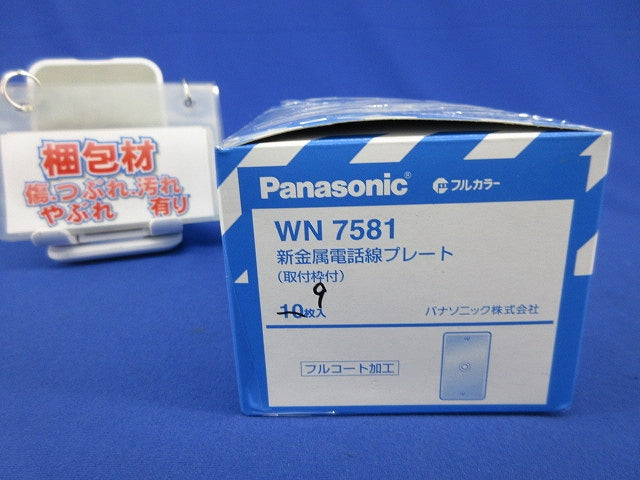 梱包材
傷、つぶれ、汚れ
やぶれ 有り
Panasonic® フルカラー
WN 7581
新金属電話線プレート
(取付枠付)
9
10枚入
パナソニック株式会社
フルコート加工